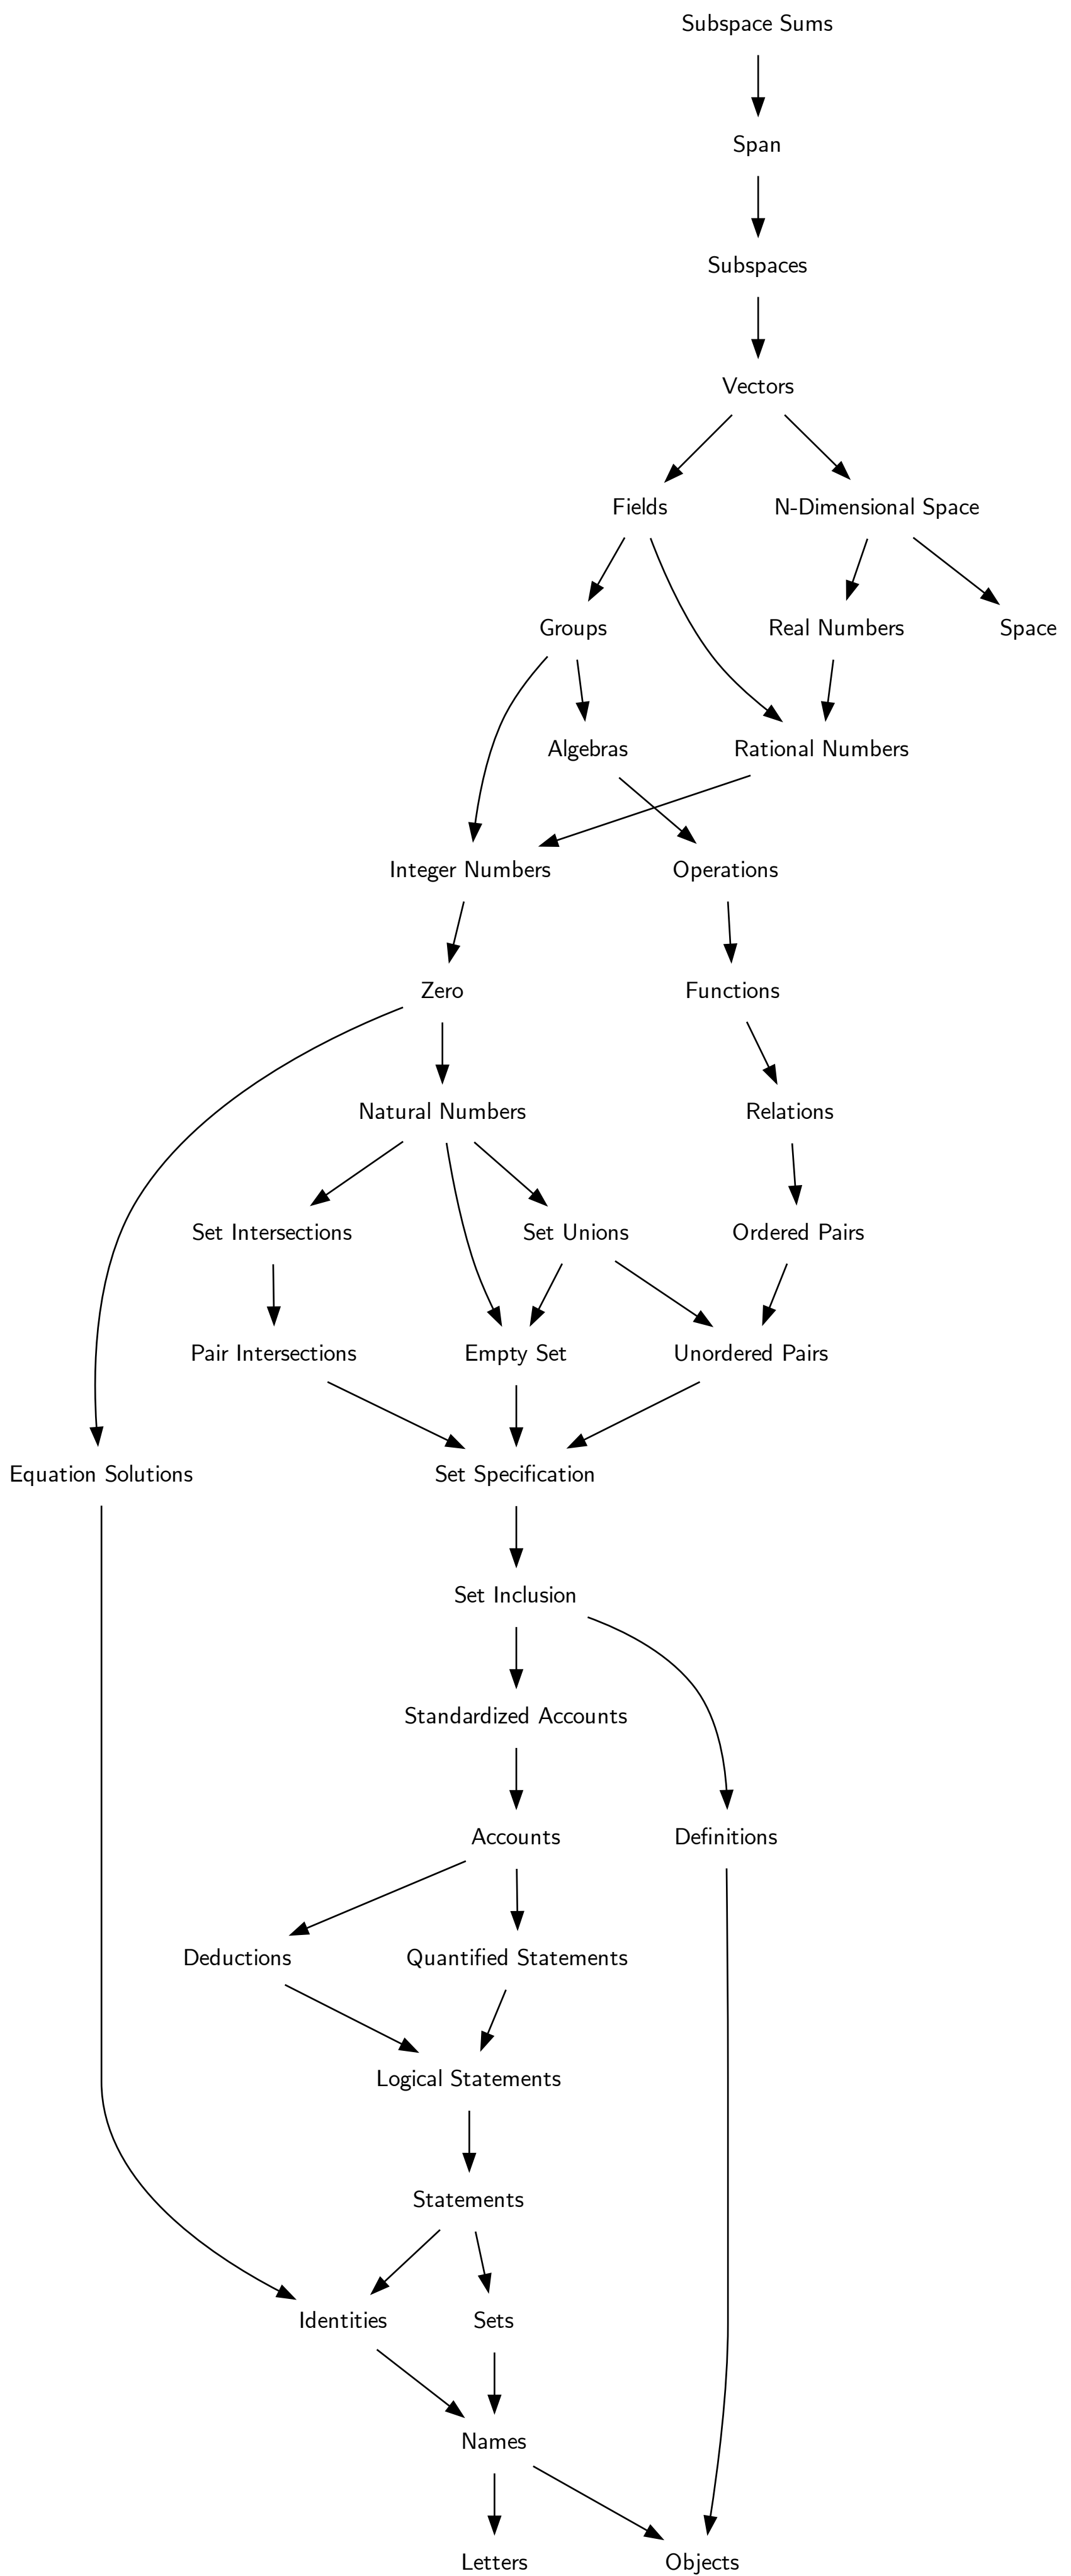 Subspace Sums
Span
Subspaces
Vectors
Fields
N-Dimensional Space
Groups
Real Numbers
Space
Algebras
Rational Numbers
Integer Numbers
Operations
Zero
Functions
Natural Numbers
Relations
Set Intersections
Set Unions
Ordered Pairs
Pair Intersections
Empty Set
Unordered Pairs
Equation Solutions
Set Specification
Set Inclusion
Standardized Accounts
Accounts
Definitions
Deductions
Quantified Statements
Logical Statements
Statements
Identities
Sets
Names
Letters
Objects